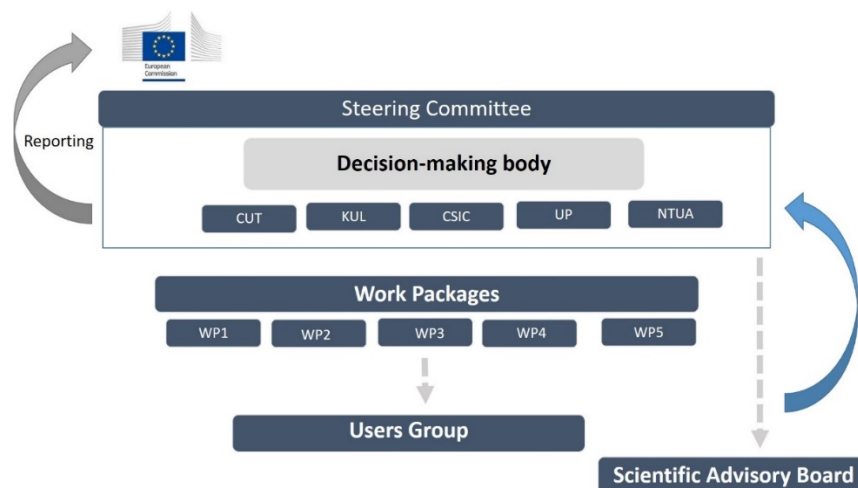 European
Commission
Steering Committee
Reporting
Decision-making body
CUT
KUL
CSIC
UP
NTUA
Work Packages
WP1
WP2
WP3
WP4
WP5
Users Group
Scientific Advisory Board